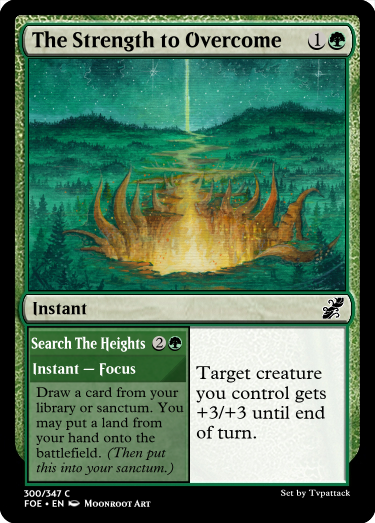 The Strength to Overcome 1
Instant
Search The Heights 2
Instant — Focus
Draw a card from your
library or sanctum. You
may put a land from
your hand onto the
battlefield. (Then put
this into your sanctum.)
Target creature
you control gets
+3/+3 until end
of turn.
300/347 C
FOE • EN Moonroot Art
Set by Tvpattack